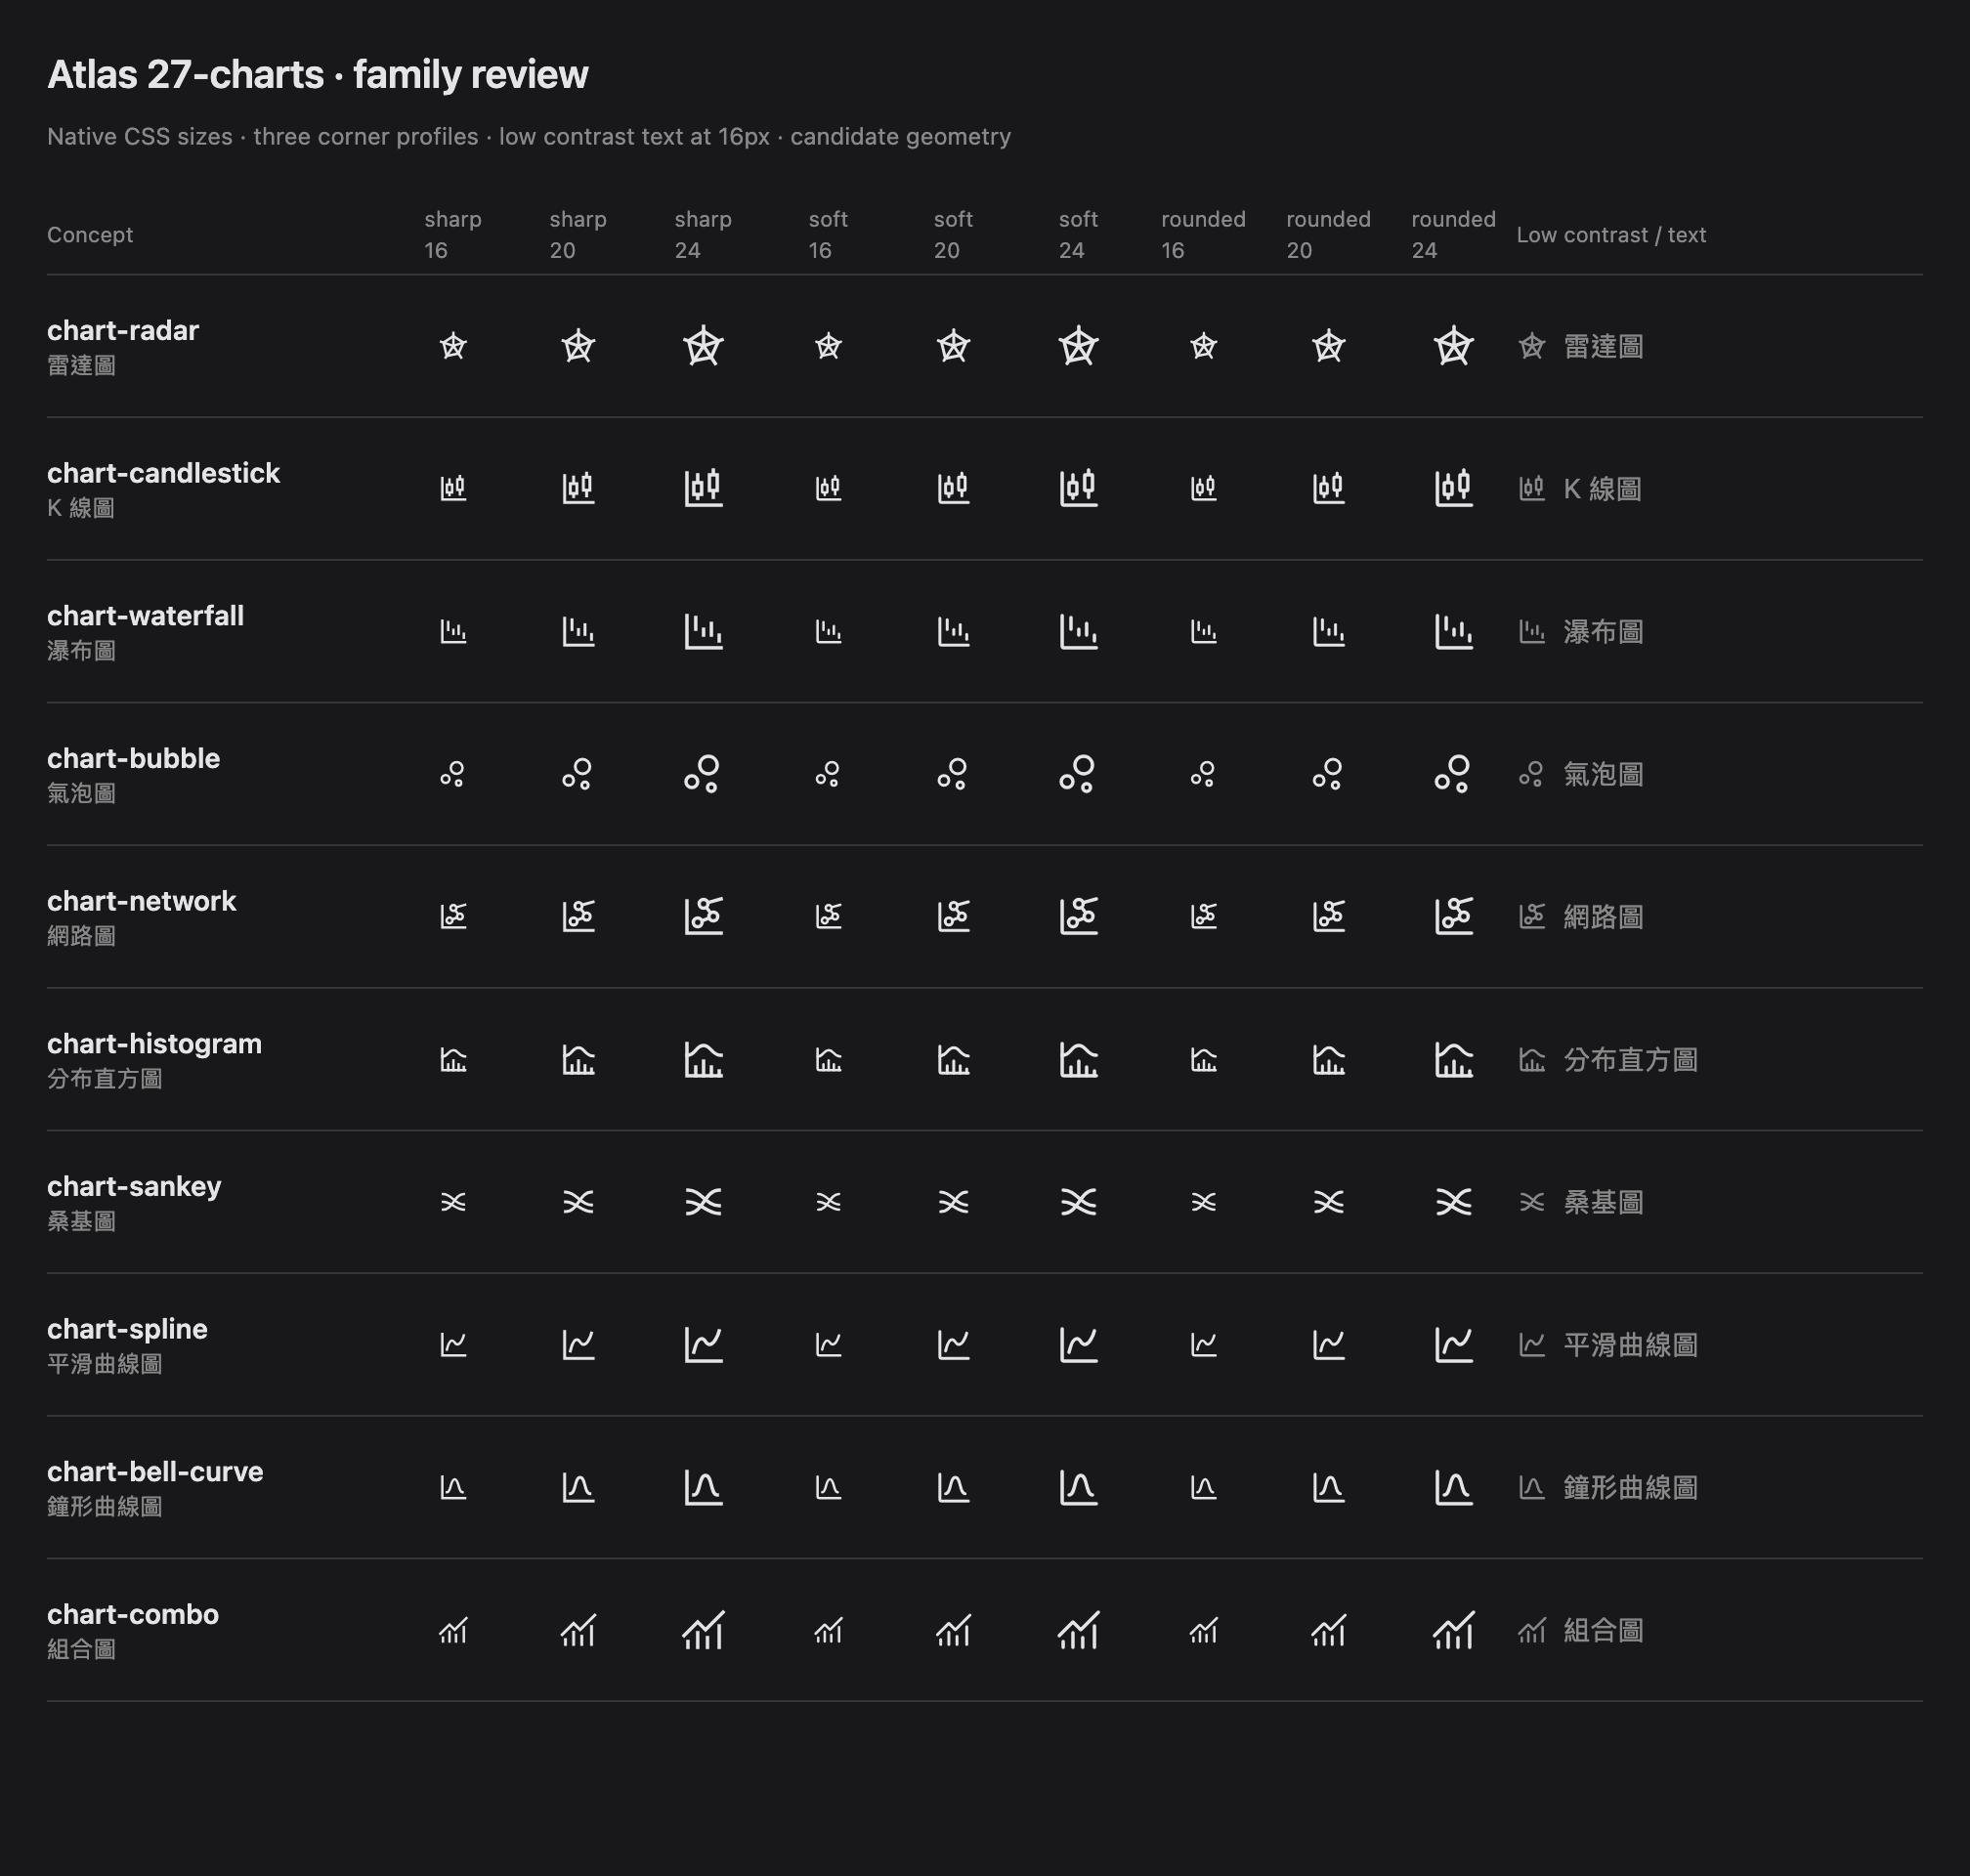 Atlas 27-charts · family review
Native CSS sizes · three corner profiles · low contrast text at 16px · candidate geometry
Concept
sharp 16
sharp 20
sharp 24
soft 16
soft 20
soft 24
rounded 16
rounded 20
rounded 24
Low contrast / text
chart-radar
雷達圖
雷達圖
chart-candlestick
K 線圖
K 線圖
chart-waterfall
瀑布圖
瀑布圖
chart-bubble
氣泡圖
氣泡圖
chart-network
網路圖
網路圖
chart-histogram
分布直方圖
分布直方圖
chart-sankey
桑基圖
桑基圖
chart-spline
平滑曲線圖
平滑曲線圖
chart-bell-curve
鐘形曲線圖
鐘形曲線圖
chart-combo
組合圖
組合圖